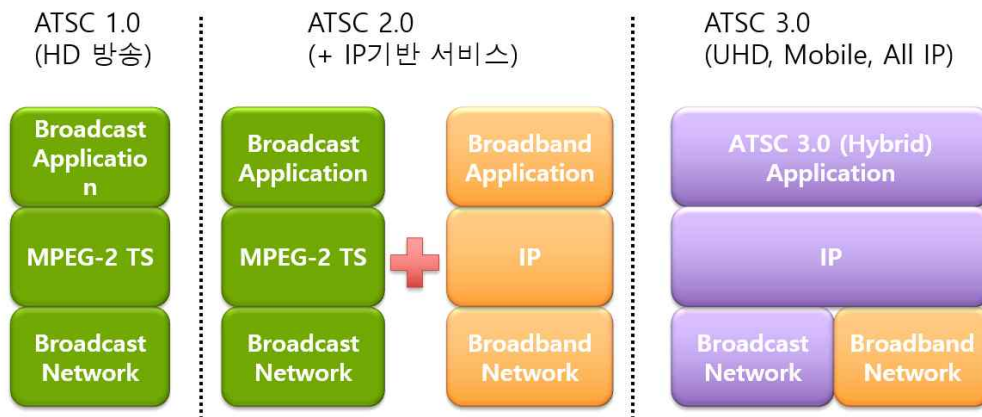 ATSC 1.0
(HD 방송)
Broadcast
Applicatio
n
MPEG-2 TS
Broadcast
Network
ATSC 2.0
(+ IP기반 서비스)
Broadcast
Application
MPEG-2 TS
Broadcast
Network
Broadband
Application
IP
Broadband
Network
ATSC 3.0
(UHD, Mobile, All IP)
ATSC 3.0 (Hybrid)
Application
IP
Broadcast
Network
Broadband
Network